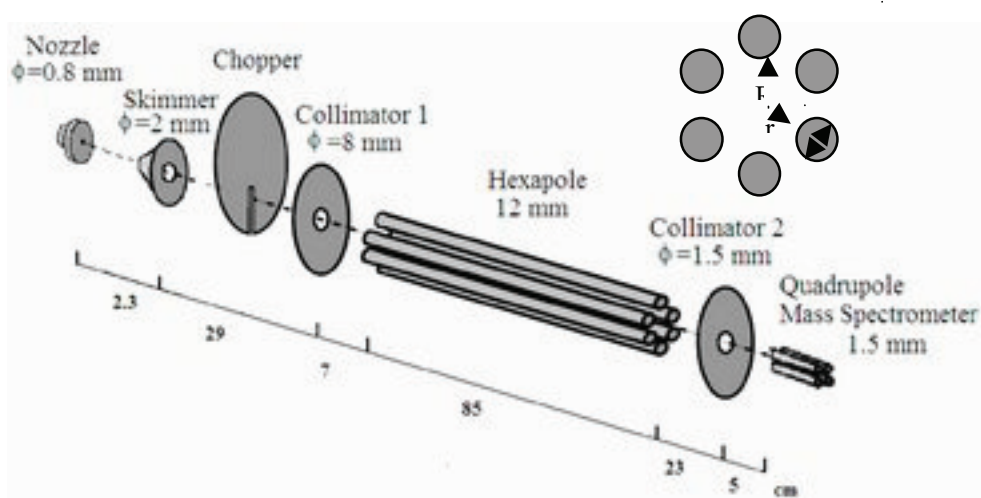 Nozzle
ϕ=0.8 mm
Skimmer
ϕ=2 mm
Chopper
Collimator 1
ϕ=8 mm
Hexapole
12 mm
Collimator 2
ϕ=1.5 mm
Quadrupole
Mass Spectrometer
1.5 mm
r
2.3
29
7
85
23
5
cm